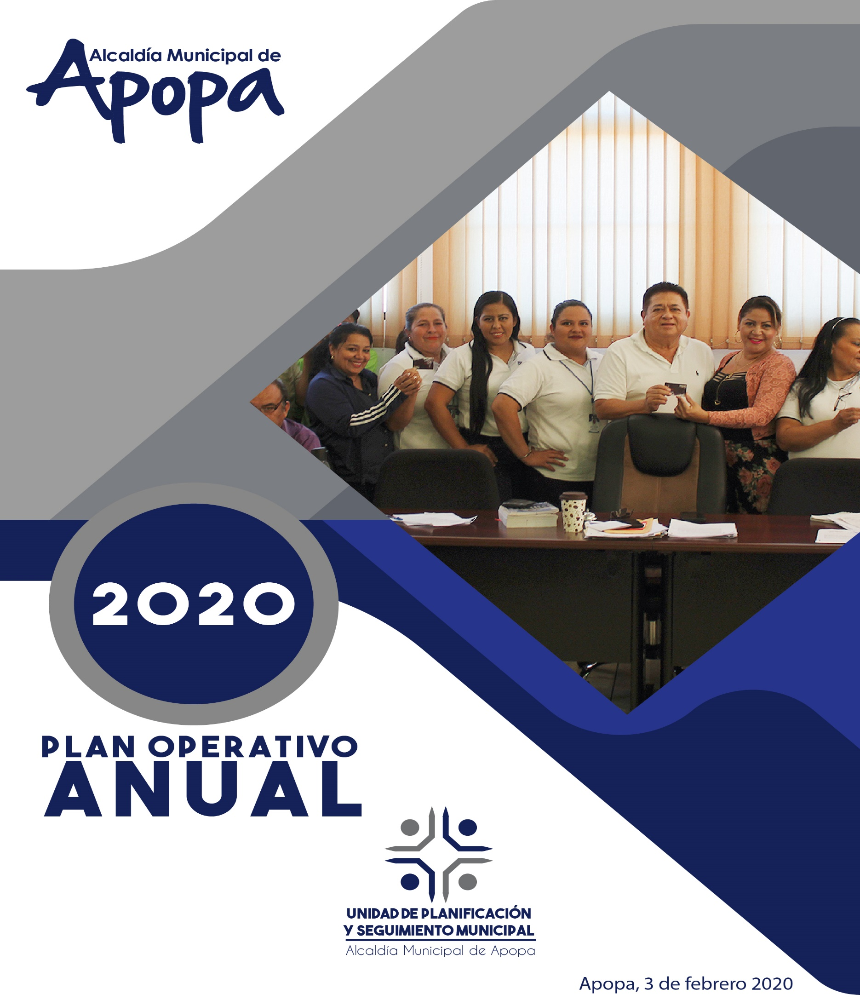 Alcaldía Municipal de
Apopa
2020
PLAN OPERATIVO
ANUAL
UNIDAD DE PLANIFICACIÓN
Y SEGUIMIENTO MUNICIPAL
Alcaldía Municipal de Apopa
Apopa, 3 de febrero 2020